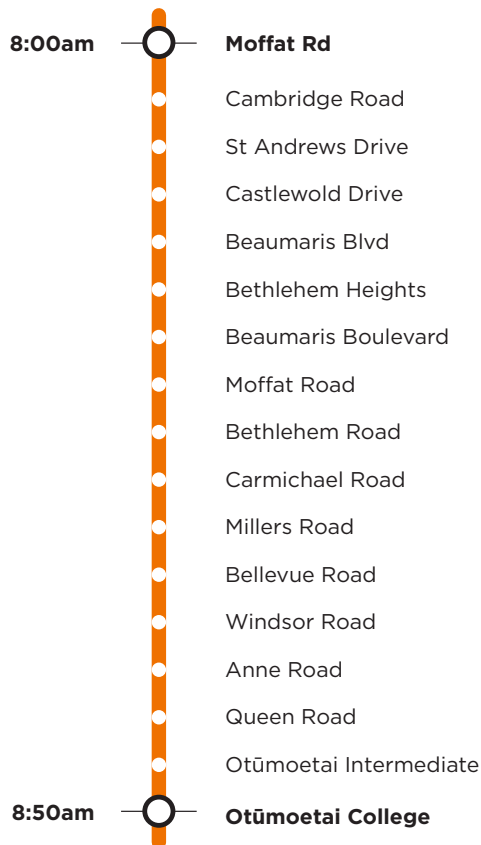 8:00am Moffat Rd
Cambridge Road
St Andrews Drive
Castlewold Drive
Beaumaris Blvd
Bethlehem Heights
Beaumaris Boulevard
Moffat Road
Bethlehem Road
Carmichael Road
Millers Road
Bellevue Road
Windsor Road
Anne Road
Queen Road
Otūmoetai Intermediate
8:50am Otūmoetai College